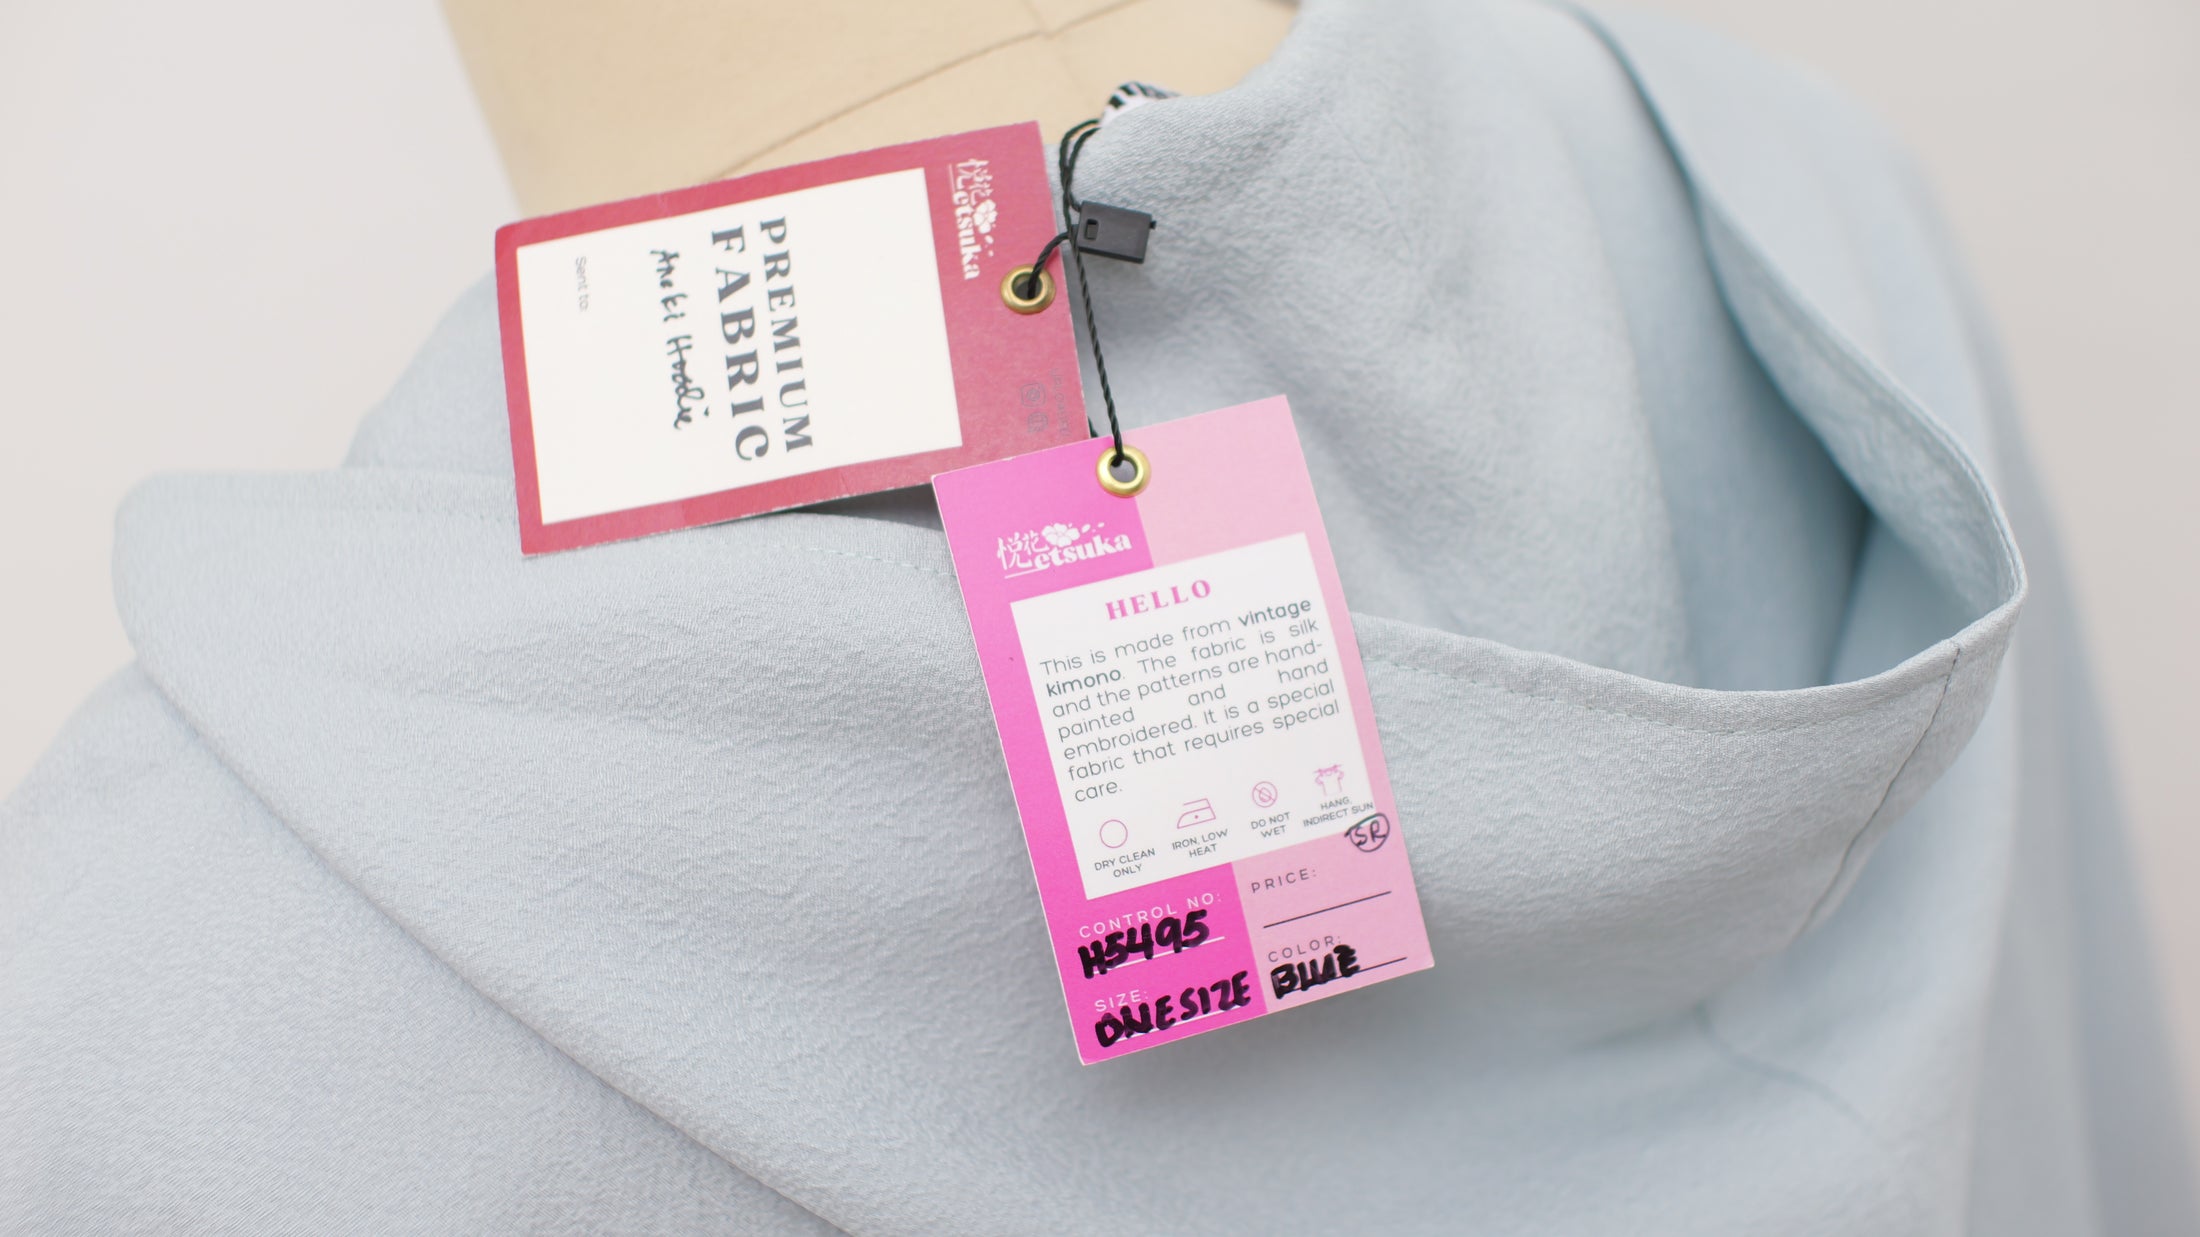 悦花
etsuka
PREMIUM
FABRIC
Aneki Hoodie
Sent to:
悦花
etsuka
HELLO
This is made from vintage
kimono. The fabric is silk
and the patterns are hand-
painted and hand
embroidered. It is a special
fabric that requires special
care.
DRY CLEAN
ONLY
IRON, LOW
HEAT
DO NOT
WET
HANG,
INDIRECT SUN
SR
CONTROL NO:
H5495
PRICE:
SIZE:
ONESIZE
COLOR:
BLUE